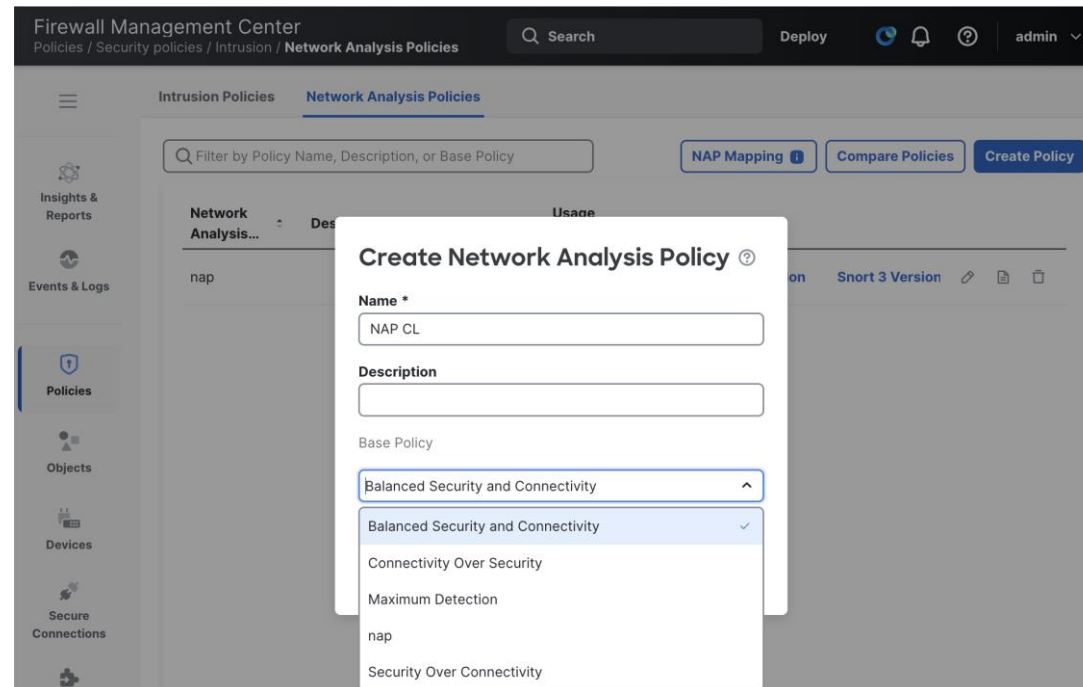 Firewall Management Center
Policies / Security policies / Intrusion / Network Analysis Policies
Search
Deploy
admin
Intrusion Policies
Network Analysis Policies
Filter by Policy Name, Description, or Base Policy
NAP Mapping
Compare Policies
Create Policy
Insights &
Reports
Events & Logs
Policies
Objects
Devices
Secure
Connections
Network
Analysis...
Des
Usage
nap
on
Snort 3 Version
Create Network Analysis Policy
Name *
NAP CL
Description
Base Policy
Balanced Security and Connectivity
Balanced Security and Connectivity
Connectivity Over Security
Maximum Detection
nap
Security Over Connectivity